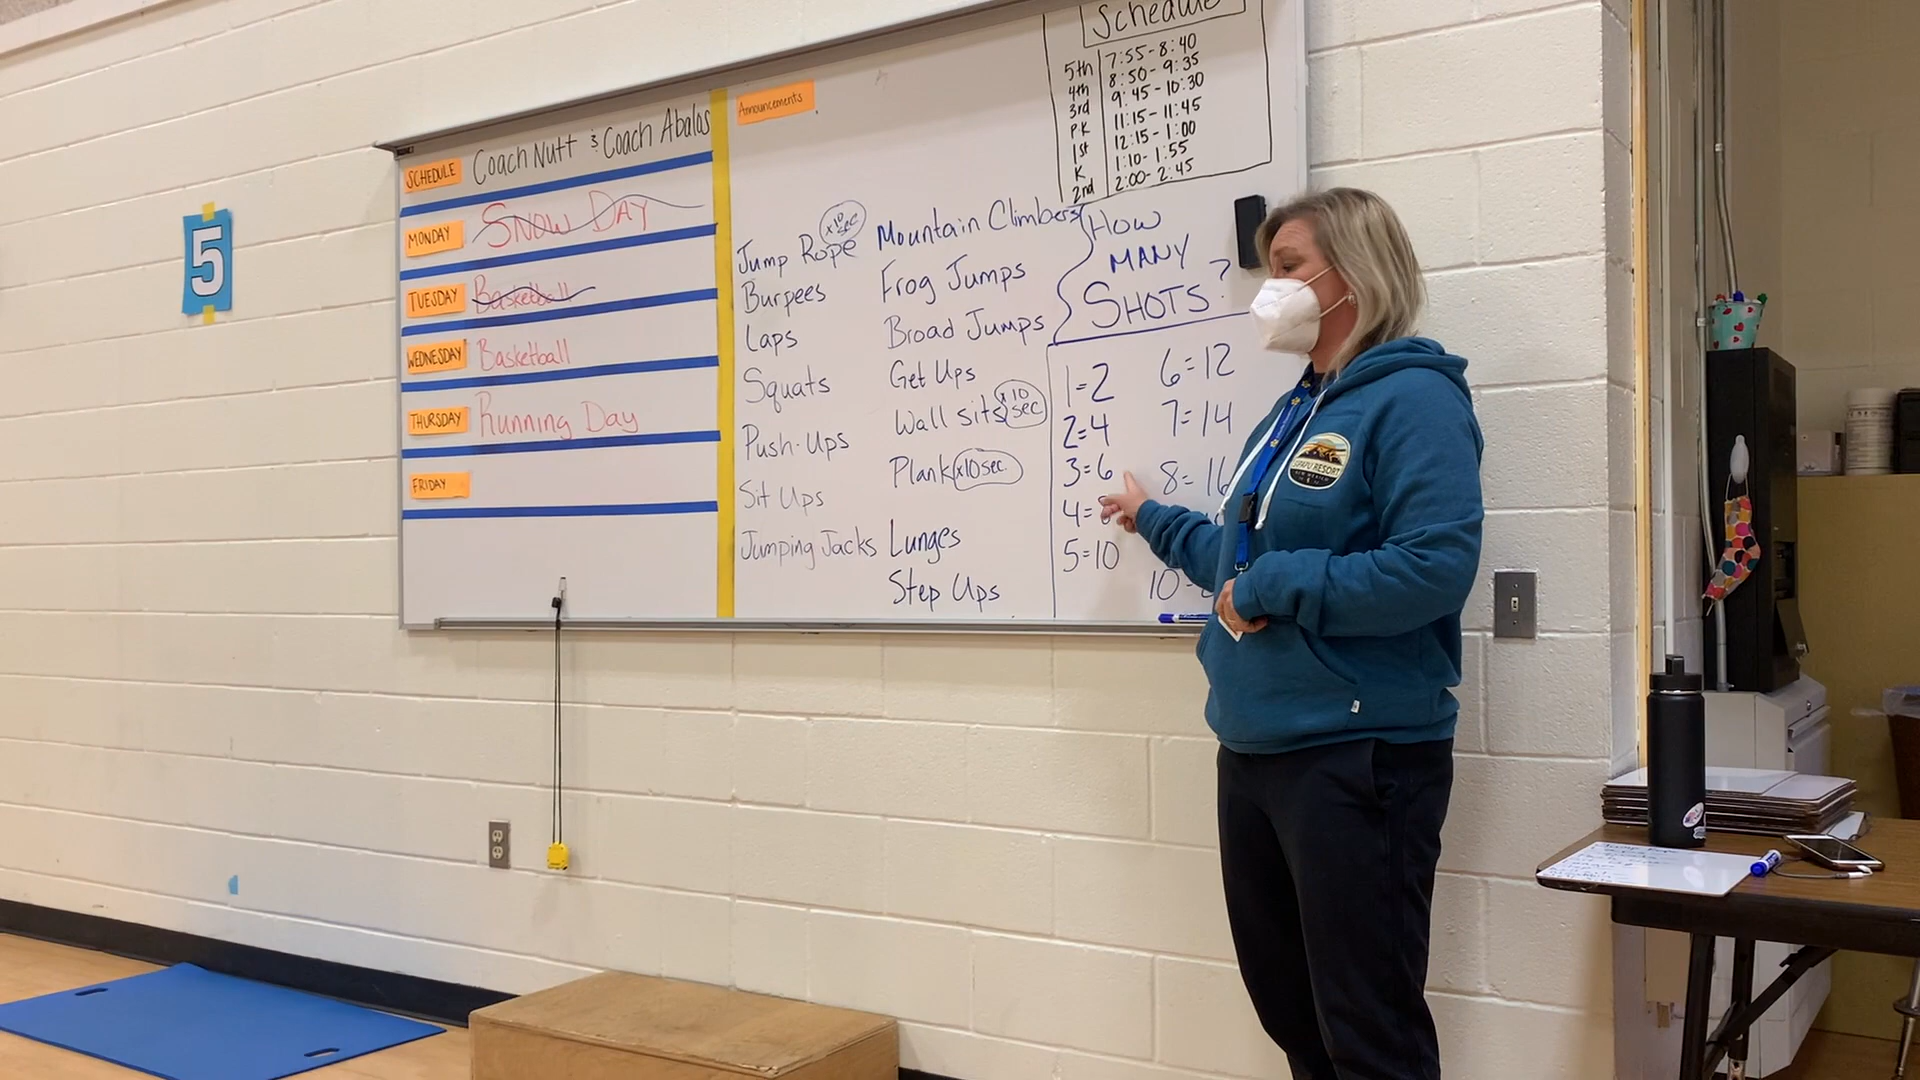 5
SCHEDULE
Coach Nutt & Coach Abalos
MONDAY
Snow Day
TUESDAY
Basketball
WEDNESDAY
Basketball
THURSDAY
Running Day
FRIDAY
Announcements
Jump Rope x10 sec
Burpees
Laps
Squats
Push-Ups
Sit Ups
Jumping Jacks
Mountain Climbers
Frog Jumps
Broad Jumps
Get Ups
Wall sits x10 sec
Plank x10 sec.
Lunges
Step Ups
Schedule
5th 7:55-8:40
4th 8:50-9:35
3rd 9:45-10:30
PK 11:15-11:45
1st 12:15-1:00
K 1:10-1:55
2nd 2:00-2:45
How
MANY
SHOTS?
1=2
2=4
3=6
4=
5=10
6=12
7=14
8=16
10=
RESORT